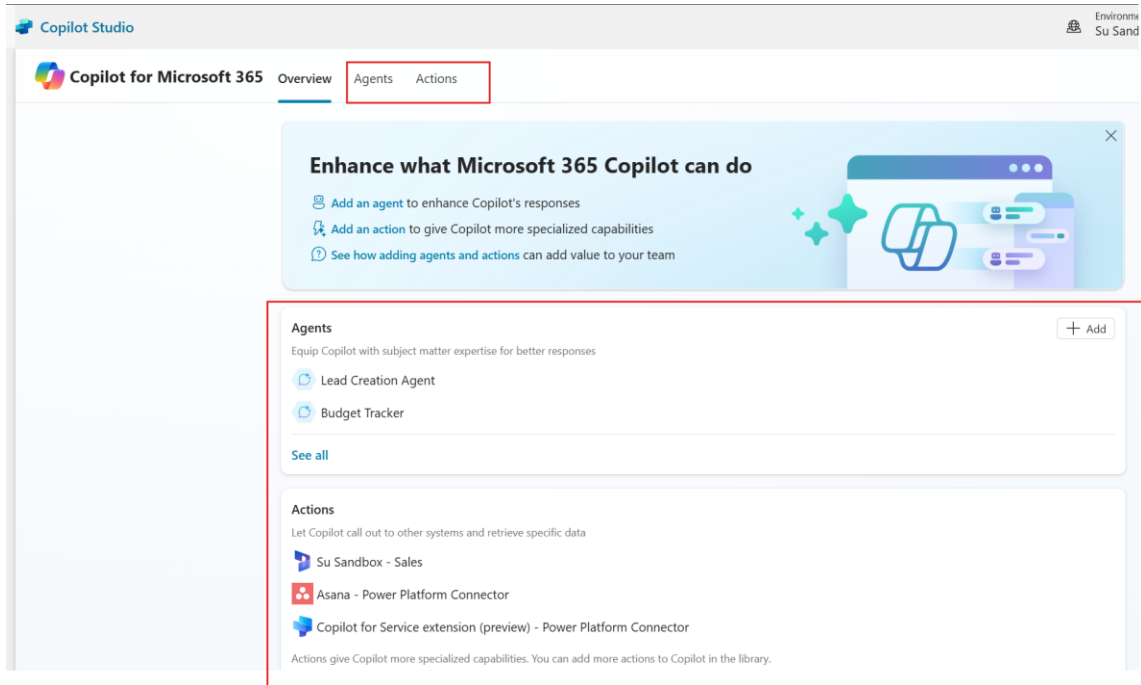 Copilot Studio
Environme
Su Sand
Copilot for Microsoft 365 Overview Agents Actions
Enhance what Microsoft 365 Copilot can do
Add an agent to enhance Copilot's responses
Add an action to give Copilot more specialized capabilities
See how adding agents and actions can add value to your team
Agents
Add
Equip Copilot with subject matter expertise for better responses
Lead Creation Agent
Budget Tracker
See all
Actions
Let Copilot call out to other systems and retrieve specific data
Su Sandbox - Sales
Asana - Power Platform Connector
Copilot for Service extension (preview) - Power Platform Connector
Actions give Copilot more specialized capabilities. You can add more actions to Copilot in the library.